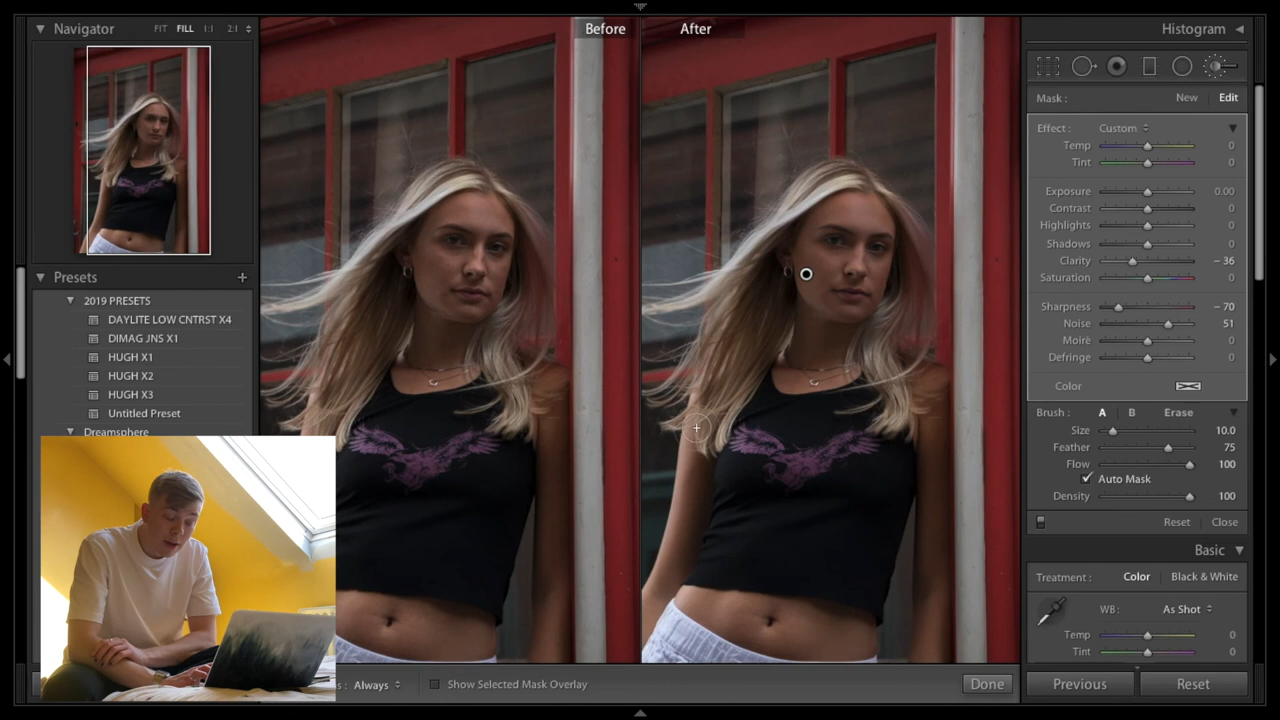 Navigator FIT FILL 1:1 2:1
Before
After
Histogram
Mask : New Edit
Effect : Custom
Temp 0
Tint 0
Exposure 0.00
Contrast 0
Highlights 0
Shadows 0
Clarity – 36
Saturation 0
Sharpness – 70
Noise 51
Moiré 0
Defringe 0
Color
Brush : A B Erase
Size 10.0
Feather 75
Flow 100
Auto Mask
Density 100
Reset Close
Basic
Treatment : Color Black & White
WB : As Shot
Temp 0
Tint 0
Previous Reset
Presets +
2019 PRESETS
DAYLITE LOW CNTRST X4
DIMAG JNS X1
HUGH X1
HUGH X2
HUGH X3
Untitled Preset
Dreamsphere
: Always Show Selected Mask Overlay Done